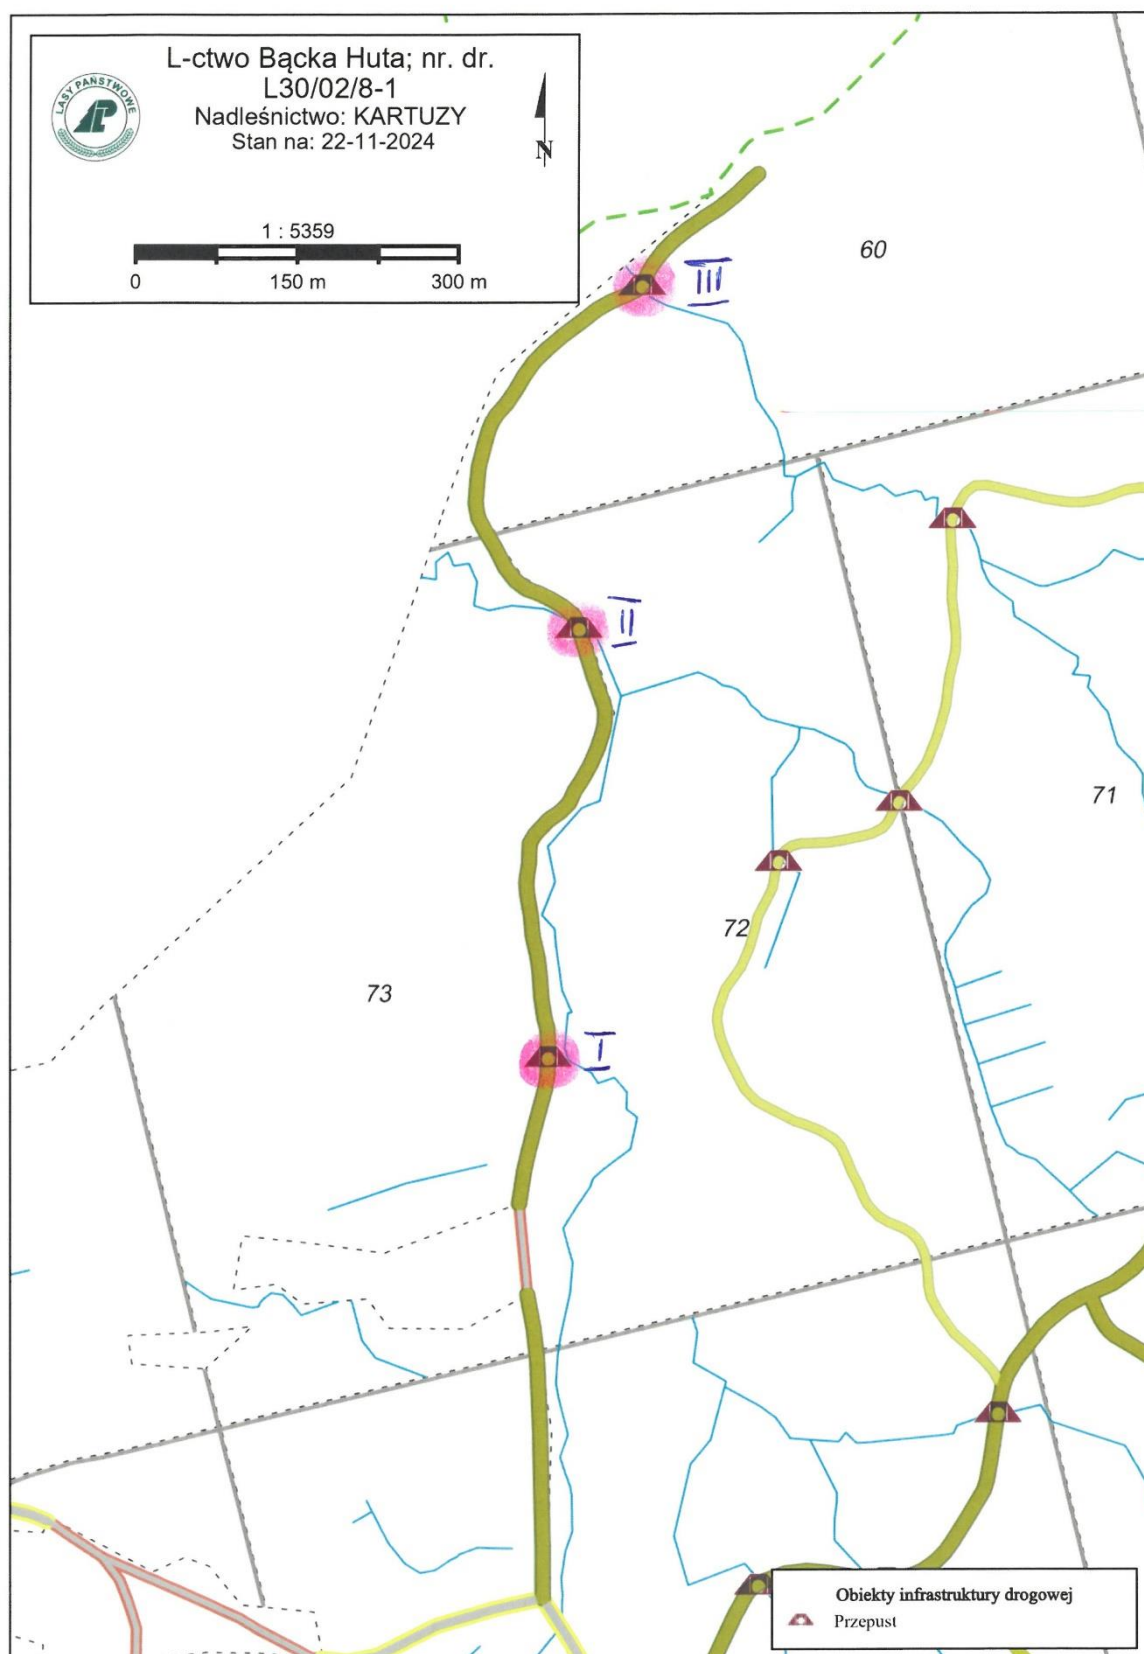 L-ctwo Bącka Huta; nr. dr.
L30/02/8-1
Nadleśnictwo: KARTUZY
Stan na: 22-11-2024
LASY PAŃSTWOWE
N
1 : 5359
0 150 m 300 m
60
III
II
71
72
73
I
Obiekty infrastruktury drogowej
Przepust